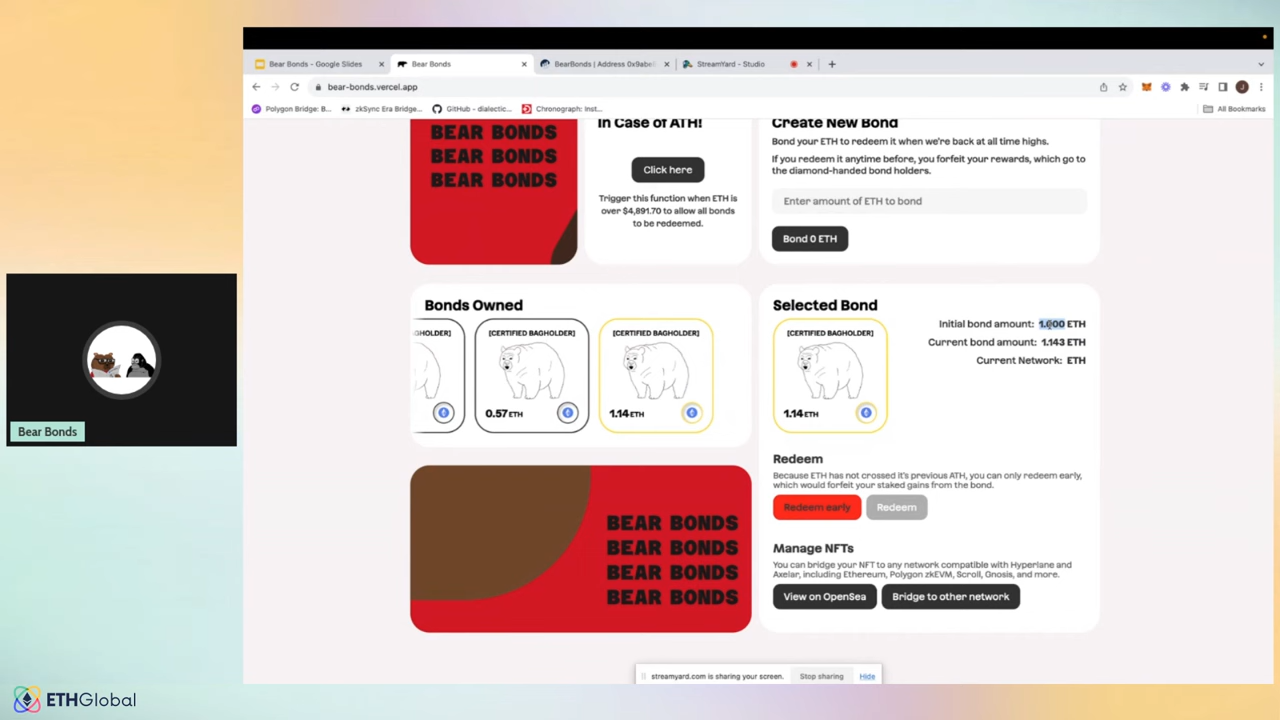 Bear Bonds - Google Slides
Bear Bonds
BearBonds | Address 0x9abe
StreamYard - Studio
bear-bonds.vercel.app
Polygon Bridge: B...
zkSync Era Bridge...
GitHub - dialectic...
Chronograph: Inst...
All Bookmarks
BEAR BONDS
BEAR BONDS
BEAR BONDS
In Case of ATH!
Click here
Trigger this function when ETH is
over $4,891.70 to allow all bonds
to be redeemed.
Create New Bond
Bond your ETH to redeem it when we're back at all time highs.
If you redeem it anytime before, you forfeit your rewards, which go to
the diamond-handed bond holders.
Enter amount of ETH to bond
Bond 0 ETH
Bonds Owned
GHOLDER]
[CERTIFIED BAGHOLDER]
0.57 ETH
[CERTIFIED BAGHOLDER]
1.14 ETH
BEAR BONDS
BEAR BONDS
BEAR BONDS
BEAR BONDS
Selected Bond
[CERTIFIED BAGHOLDER]
1.14 ETH
Initial bond amount: 1.000 ETH
Current bond amount: 1.143 ETH
Current Network: ETH
Redeem
Because ETH has not crossed it's previous ATH, you can only redeem early,
which would forfeit your staked gains from the bond.
Redeem early
Redeem
Manage NFTs
You can bridge your NFT to any network compatible with Hyperlane and
Axelar, including Ethereum, Polygon zkEVM, Scroll, Gnosis, and more.
View on OpenSea
Bridge to other network
streamyard.com is sharing your screen.
Stop sharing
Hide
Bear Bonds
ETHGlobal